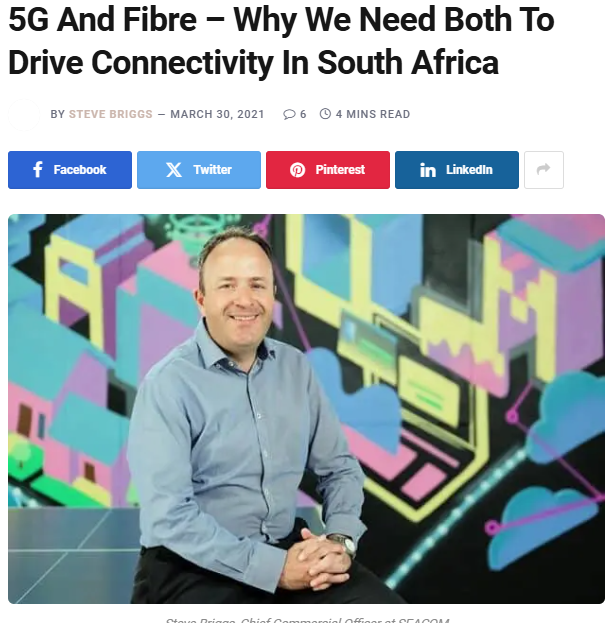 5G And Fibre – Why We Need Both To
Drive Connectivity In South Africa
BY STEVE BRIGGS — MARCH 30, 2021 6 4 MINS READ
Facebook Twitter Pinterest LinkedIn
Steve Briggs, Chief Commercial Officer at SEACOM